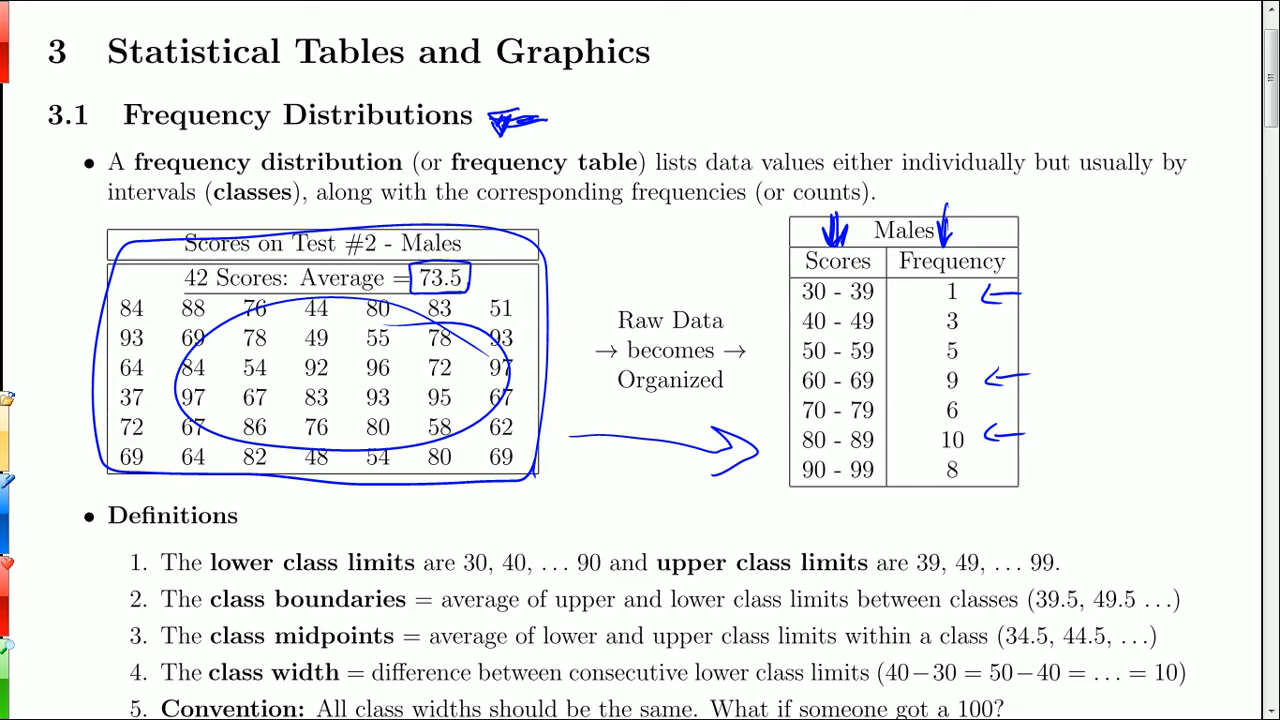 3 Statistical Tables and Graphics
3.1 Frequency Distributions
• A frequency distribution (or frequency table) lists data values either individually but usually by
intervals (classes), along with the corresponding frequencies (or counts).
Scores on Test #2 - Males
42 Scores: Average = 73.5
84 88 76 44 80 83 51
93 69 78 49 55 78 93
64 84 54 92 96 72 97
37 97 67 83 93 95 67
72 67 86 76 80 58 62
69 64 82 48 54 80 69
Raw Data
→ becomes →
Organized
Males
Scores Frequency
30 - 39 1
40 - 49 3
50 - 59 5
60 - 69 9
70 - 79 6
80 - 89 10
90 - 99 8
• Definitions
1. The lower class limits are 30, 40, . . . 90 and upper class limits are 39, 49, . . . 99.
2. The class boundaries = average of upper and lower class limits between classes (39.5, 49.5 . . .)
3. The class midpoints = average of lower and upper class limits within a class (34.5, 44.5, . . .)
4. The class width = difference between consecutive lower class limits (40−30 = 50−40 = . . . = 10)
5. Convention: All class widths should be the same. What if someone got a 100?